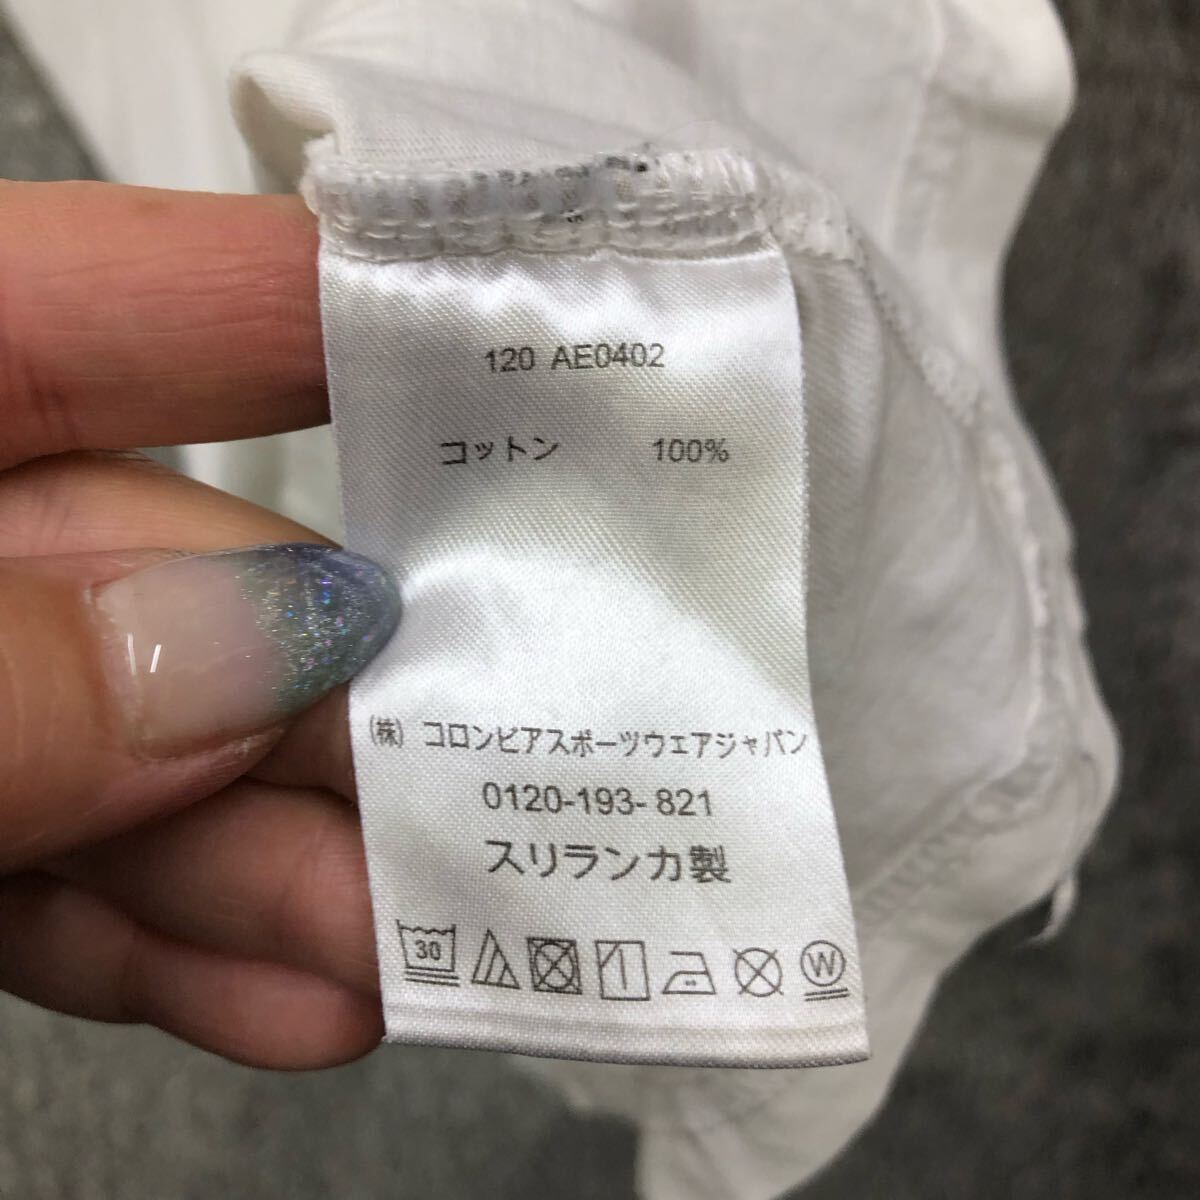 120 AE0402
コットン 100%
(株) コロンビアスポーツウェアジャパン
0120-193-821
スリランカ製
30 W